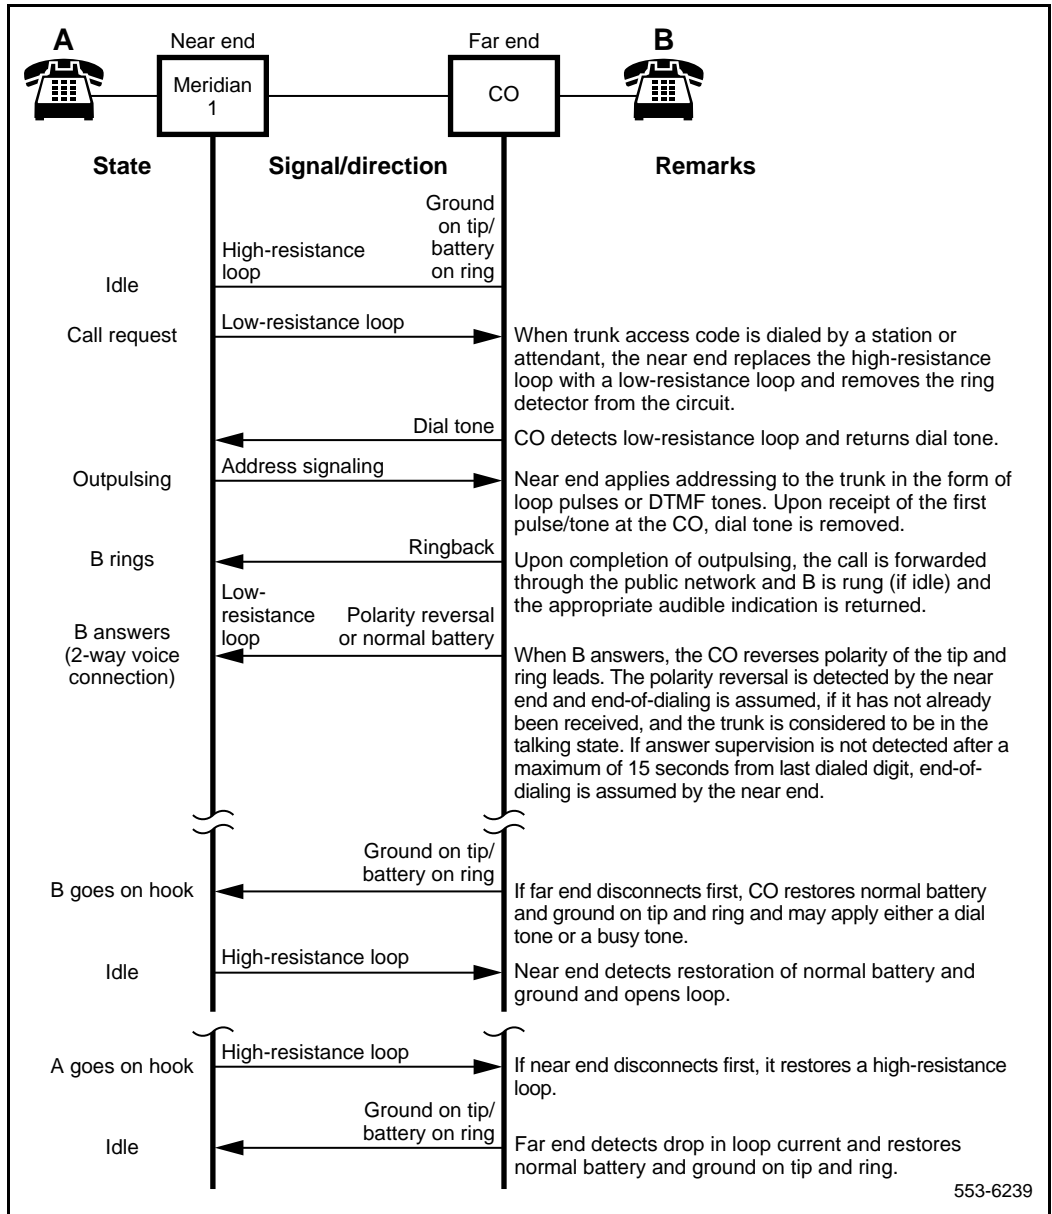 A
Near end
Far end
B
Meridian
1
CO
State
Signal/direction
Remarks
Ground
on tip/
battery
on ring
High-resistance
loop
Idle
Call request
Low-resistance loop
When trunk access code is dialed by a station or
attendant, the near end replaces the high-resistance
loop with a low-resistance loop and removes the ring
detector from the circuit.
Dial tone
CO detects low-resistance loop and returns dial tone.
Outpulsing
Address signaling
Near end applies addressing to the trunk in the form of
loop pulses or DTMF tones. Upon receipt of the first
pulse/tone at the CO, dial tone is removed.
B rings
Ringback
Upon completion of outpulsing, the call is forwarded
through the public network and B is rung (if idle) and
the appropriate audible indication is returned.
B answers
(2-way voice
connection)
Low-
resistance
loop
Polarity reversal
or normal battery
When B answers, the CO reverses polarity of the tip and
ring leads. The polarity reversal is detected by the near
end and end-of-dialing is assumed, if it has not already
been received, and the trunk is considered to be in the
talking state. If answer supervision is not detected after a
maximum of 15 seconds from last dialed digit, end-of-
dialing is assumed by the near end.
B goes on hook
Ground on tip/
battery on ring
If far end disconnects first, CO restores normal battery
and ground on tip and ring and may apply either a dial
tone or a busy tone.
Idle
High-resistance loop
Near end detects restoration of normal battery and
ground and opens loop.
A goes on hook
High-resistance loop
If near end disconnects first, it restores a high-resistance
loop.
Idle
Ground on tip/
battery on ring
Far end detects drop in loop current and restores
normal battery and ground on tip and ring.
553-6239